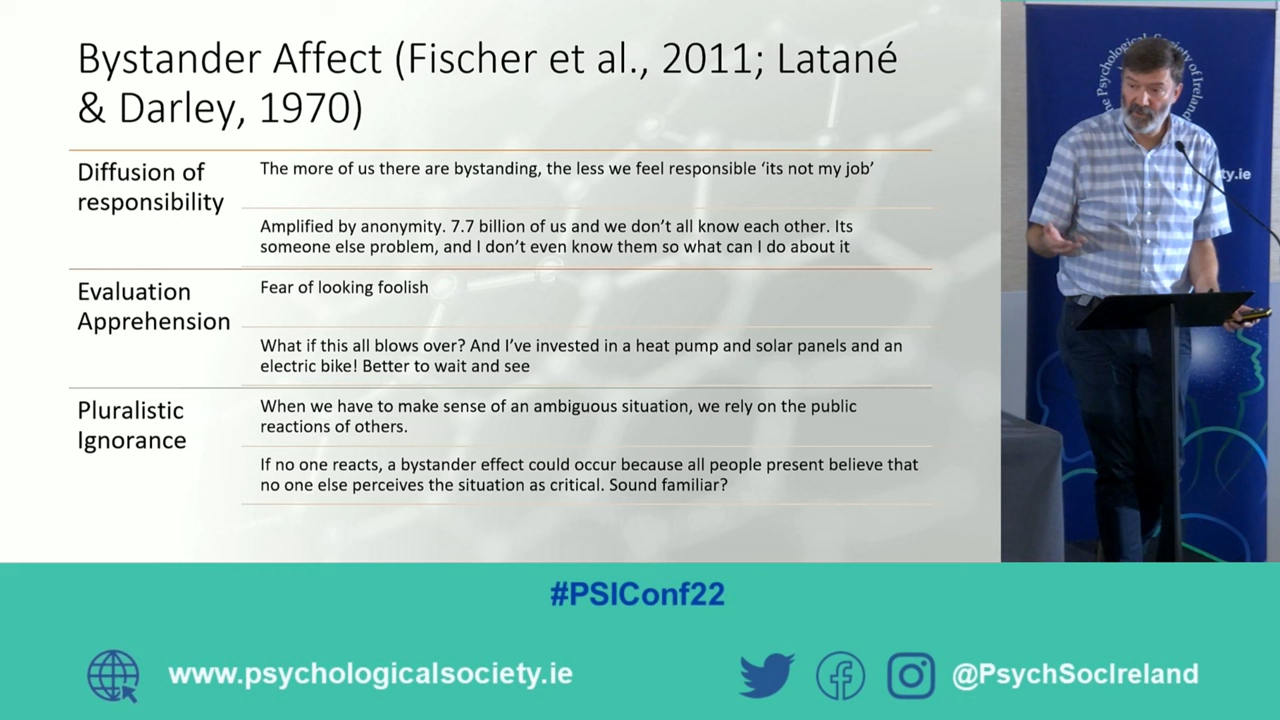 Bystander Affect (Fischer et al., 2011; Latané
& Darley, 1970)
Diffusion of
responsibility
The more of us there are bystanding, the less we feel responsible ‘its not my job’
Amplified by anonymity. 7.7 billion of us and we don’t all know each other. Its
someone else problem, and I don’t even know them so what can I do about it
Evaluation
Apprehension
Fear of looking foolish
What if this all blows over? And I’ve invested in a heat pump and solar panels and an
electric bike! Better to wait and see
Pluralistic
Ignorance
When we have to make sense of an ambiguous situation, we rely on the public
reactions of others.
If no one reacts, a bystander effect could occur because all people present believe that
no one else perceives the situation as critical. Sound familiar?
Psychological Society of Ireland
ty.ie
#PSIConf22
www.psychologicalsociety.ie
@PsychSocIreland